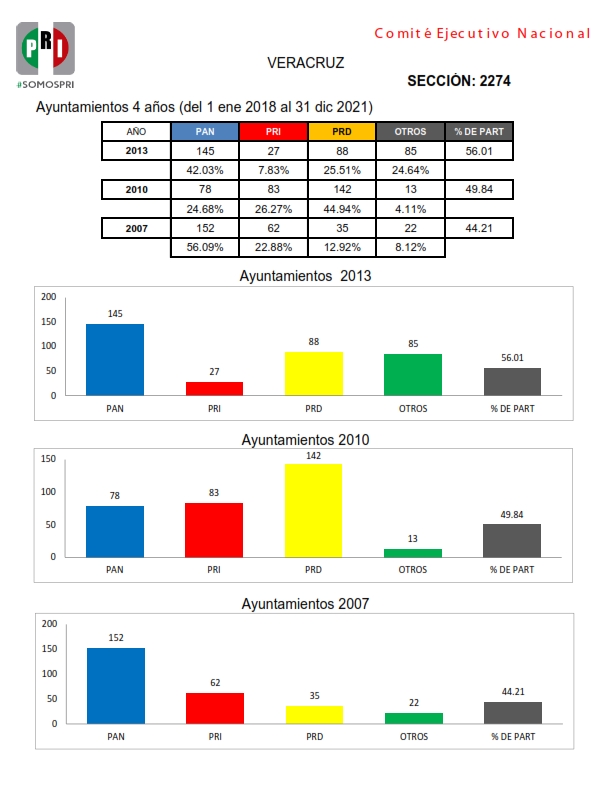 Comité Ejecutivo Nacional
PRI
#SOMOSPRI
VERACRUZ
SECCIÓN: 2274
Ayuntamientos 4 años (del 1 ene 2018 al 31 dic 2021)
AÑO PAN PRI PRD OTROS % DE PART
2013 145 27 88 85 56.01
42.03% 7.83% 25.51% 24.64%
2010 78 83 142 13 49.84
24.68% 26.27% 44.94% 4.11%
2007 152 62 35 22 44.21
56.09% 22.88% 12.92% 8.12%
Ayuntamientos 2013
200
150
100
50
0
145 27 88 85 56.01
PAN PRI PRD OTROS % DE PART
Ayuntamientos 2010
150
100
50
0
78 83 142 13 49.84
PAN PRI PRD OTROS % DE PART
Ayuntamientos 2007
200
150
100
50
0
152 62 35 22 44.21
PAN PRI PRD OTROS % DE PART